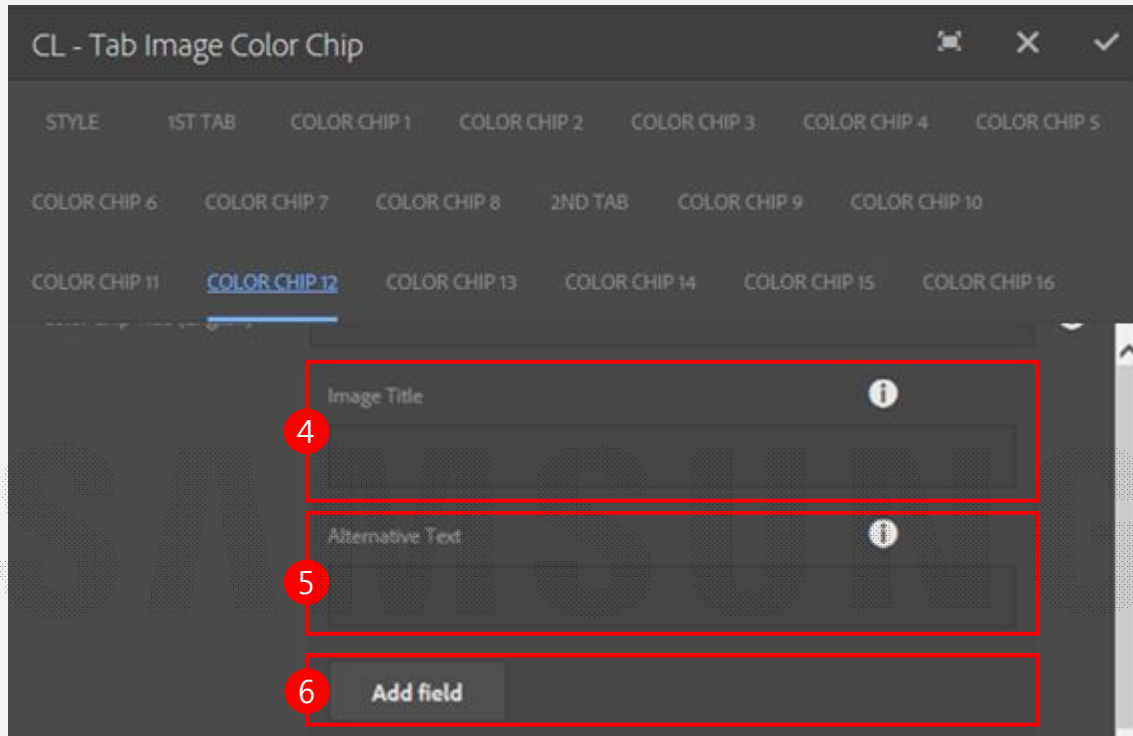 CL - Tab Image Color Chip
STYLE 1ST TAB COLOR CHIP 1 COLOR CHIP 2 COLOR CHIP 3 COLOR CHIP 4 COLOR CHIP 5
COLOR CHIP 6 COLOR CHIP 7 COLOR CHIP 8 2ND TAB COLOR CHIP 9 COLOR CHIP 10
COLOR CHIP 11 COLOR CHIP 12 COLOR CHIP 13 COLOR CHIP 14 COLOR CHIP 15 COLOR CHIP 16
Image Title
4
SAMSUNG
Alternative Text
5
6 Add field